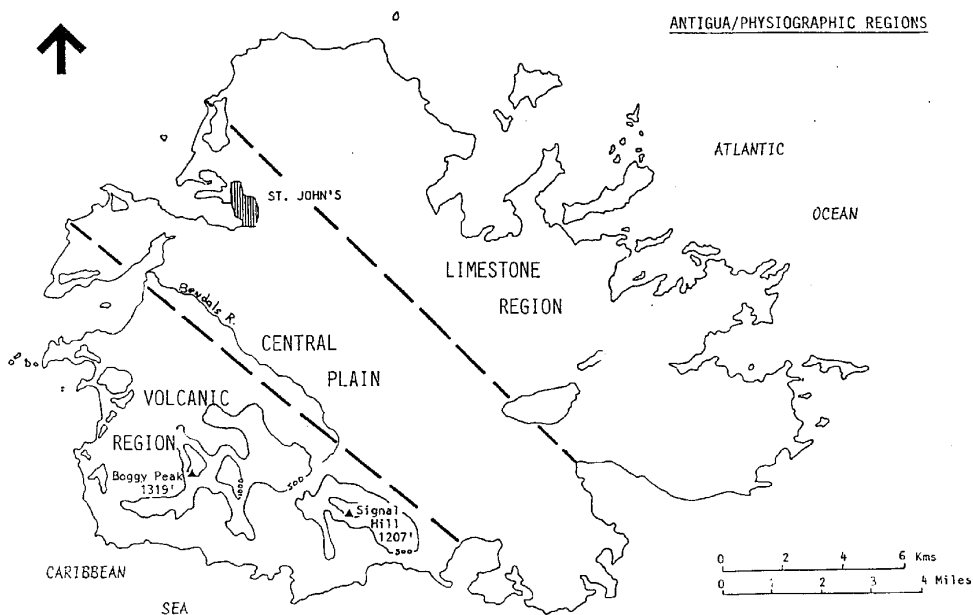 ANTIGUA/PHYSIOGRAPHIC REGIONS
ATLANTIC
OCEAN
ST. JOHN'S
LIMESTONE
REGION
Bendals R.
CENTRAL
PLAIN
VOLCANIC
REGION
Boggy Peak
1319'
1000
500
Signal
Hill
1207'
500
CARIBBEAN
SEA
0 2 4 6 Kms
0 1 2 3 4 Miles